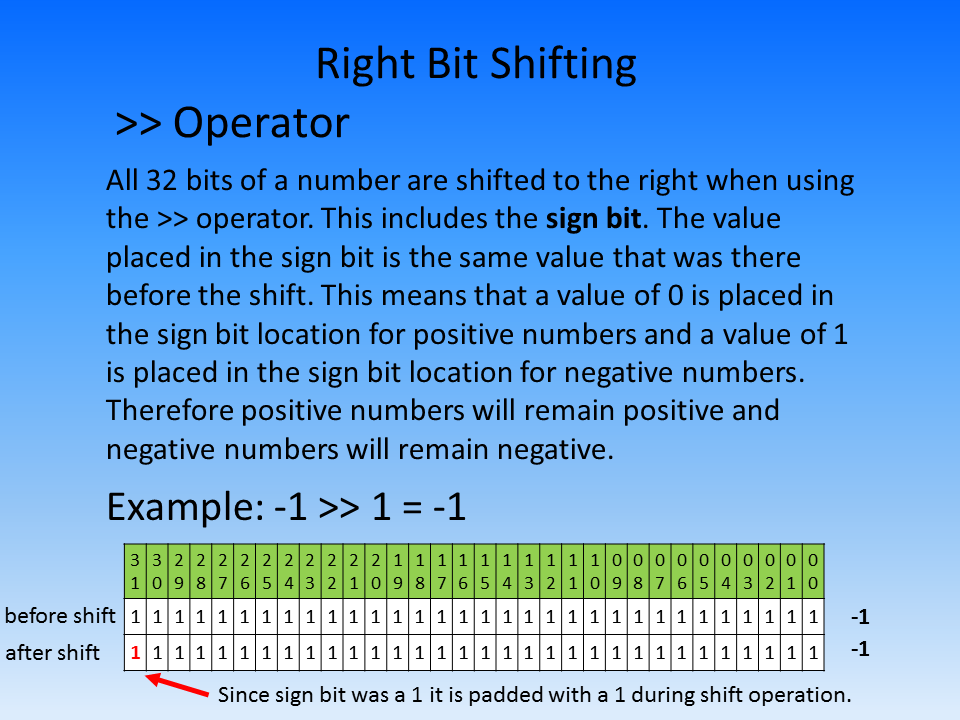 Right Bit Shifting
>> Operator
All 32 bits of a number are shifted to the right when using
the >> operator. This includes the sign bit. The value
placed in the sign bit is the same value that was there
before the shift. This means that a value of 0 is placed in
the sign bit location for positive numbers and a value of 1
is placed in the sign bit location for negative numbers.
Therefore positive numbers will remain positive and
negative numbers will remain negative.
Example: -1 >> 1 = -1
31 30 29 28 27 26 25 24 23 22 21 20 19 18 17 16 15 14 13 12 11 10 09 08 07 06 05 04 03 02 01 00
before shift 1 1 1 1 1 1 1 1 1 1 1 1 1 1 1 1 1 1 1 1 1 1 1 1 1 1 1 1 1 1 1 1 -1
after shift 1 1 1 1 1 1 1 1 1 1 1 1 1 1 1 1 1 1 1 1 1 1 1 1 1 1 1 1 1 1 1 1 -1
Since sign bit was a 1 it is padded with a 1 during shift operation.